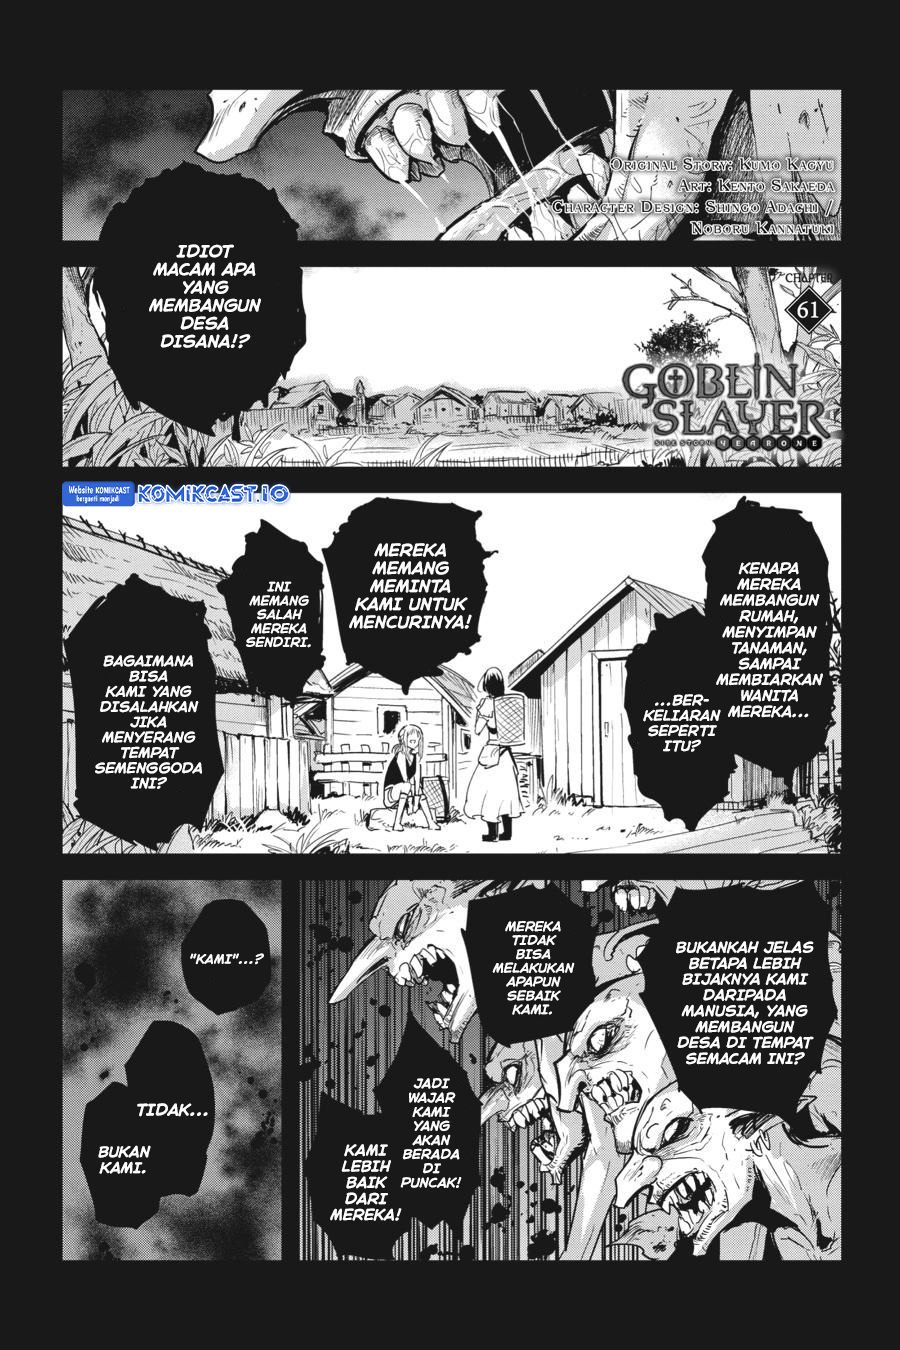 ORIGINAL STORY: KUMO KAGYU
ART: KENTO SAKAEDA
CHARACTER DESIGN: SHINGO ADACHI /
NOBORU KANNATUKI
IDIOT
MACAM APA
YANG
MEMBANGUN
DESA
DISANA!?
CHAPTER
61
GOBLIN
SLAYER
SIDE STORY: YEAR ONE
Website KOMIKCAST
berganti menjadi
KOMIKCAST.IO
KENAPA
MEREKA
MEMBANGUN
RUMAH,
MENYIMPAN
TANAMAN,
SAMPAI
MEMBIARKAN
WANITA
MEREKA...
...BER-
KELIARAN
SEPERTI
ITU?
MEREKA
MEMANG
MEMINTA
KAMI UNTUK
MENCURINYA!
INI
MEMANG
SALAH
MEREKA
SENDIRI.
BAGAIMANA
BISA
KAMI YANG
DISALAHKAN
JIKA
MENYERANG
TEMPAT
SEMENGGODA
INI?
BUKANKAH JELAS
BETAPA LEBIH
BIJAKNYA KAMI
DARIPADA
MANUSIA, YANG
MEMBANGUN
DESA DI TEMPAT
SEMACAM INI?
MEREKA
TIDAK
BISA
MELAKUKAN
APAPUN
SEBAIK
KAMI.
JADI
WAJAR
KAMI
YANG
AKAN
BERADA
DI
PUNCAK!
KAMI
LEBIH
BAIK
DARI
MEREKA!
"KAMI"...?
TIDAK...
BUKAN
KAMI.